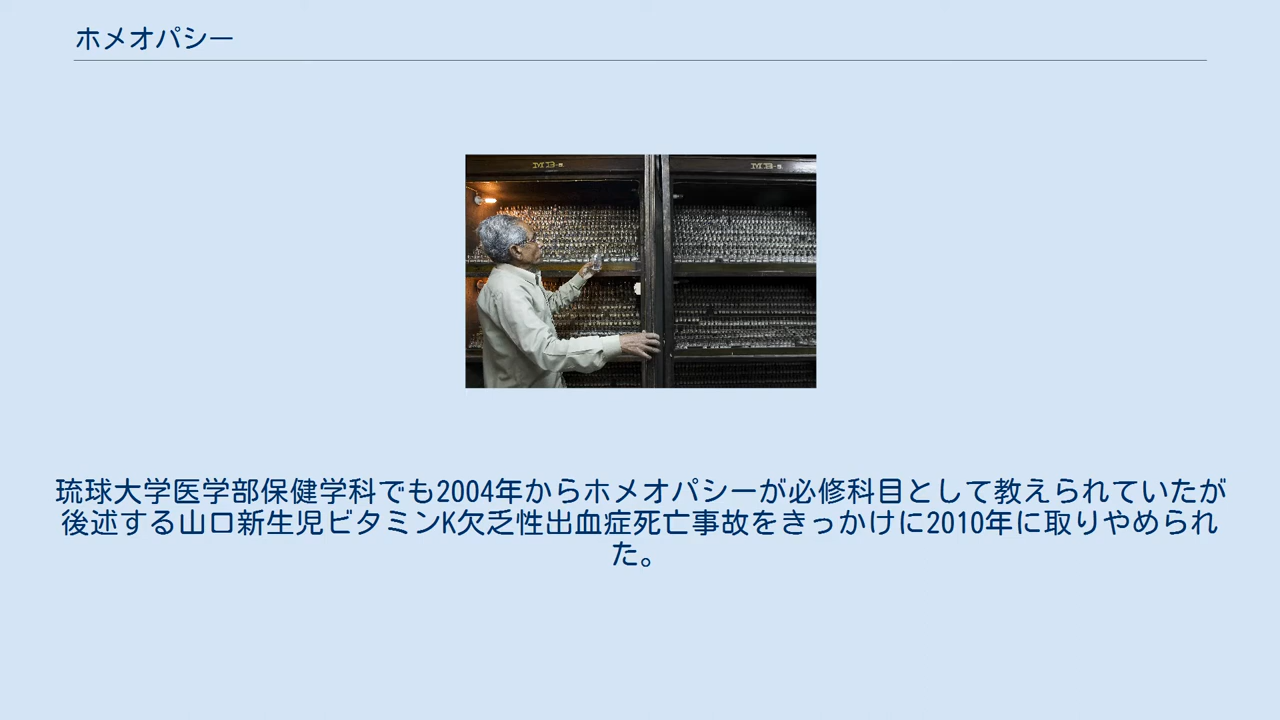 ホメオパシー
MB-8
琉球大学医学部保健学科でも2004年からホメオパシーが必修科目として教えられていたが
後述する山口新生児ビタミンK欠乏性出血症死亡事故をきっかけに2010年に取りやめられ
た。